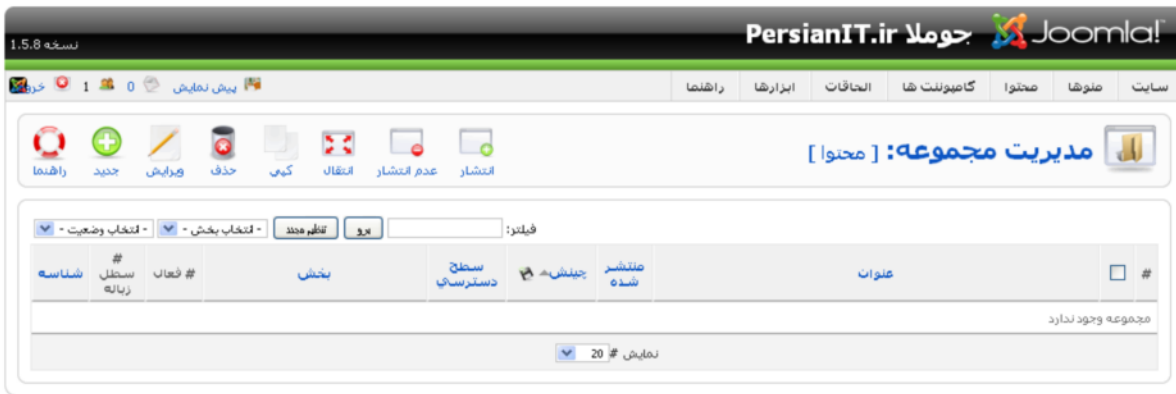 Joomla! جوملا PersianIT.ir
نسخه 1.5.8
سایت منوها محتوا کامپوننت ها الحاقات ابزارها راهنما
پیش نمایش 0 1 خروج
مدیریت مجموعه: [ محتوا ]
انتشار عدم انتشار انتقال کپی حذف ویرایش جدید راهنما
فیلتر: برو تنظیم مجدد - انتخاب بخش - - انتخاب وضعیت -
# عنوان منتشر شده چینش سطح دسترسي بخش # فعال # سطل زباله شناسه
مجموعه وجود ندارد
نمایش # 20